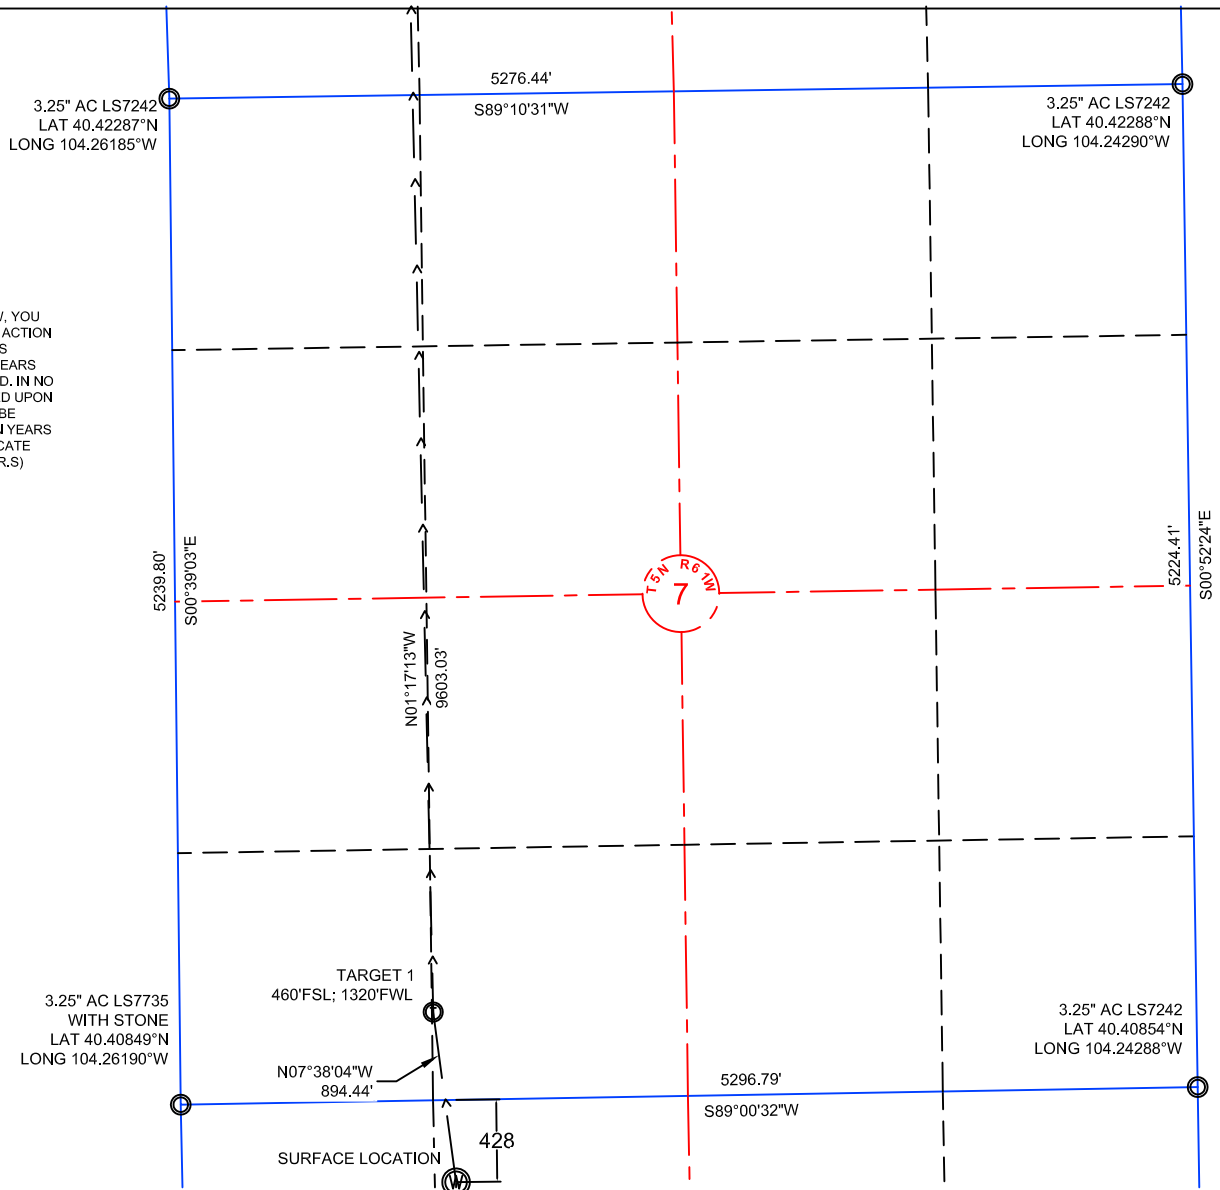 5276.44'
S89°10'31"W
3.25" AC LS7242
LAT 40.42287°N
LONG 104.26185°W
3.25" AC LS7242
LAT 40.42288°N
LONG 104.24290°W
, YOU
ACTION
S
EARS
D. IN NO
D UPON
BE
N YEARS
CATE
R.S)
5239.80'
S00°39'03"E
T5N R61W
7
5224.41'
S00°52'24"E
N01°17'13"W
9603.03'
TARGET 1
460'FSL; 1320'FWL
3.25" AC LS7735
WITH STONE
LAT 40.40849°N
LONG 104.26190°W
3.25" AC LS7242
LAT 40.40854°N
LONG 104.24288°W
N07°38'04"W
894.44'
5296.79'
S89°00'32"W
428
SURFACE LOCATION
W